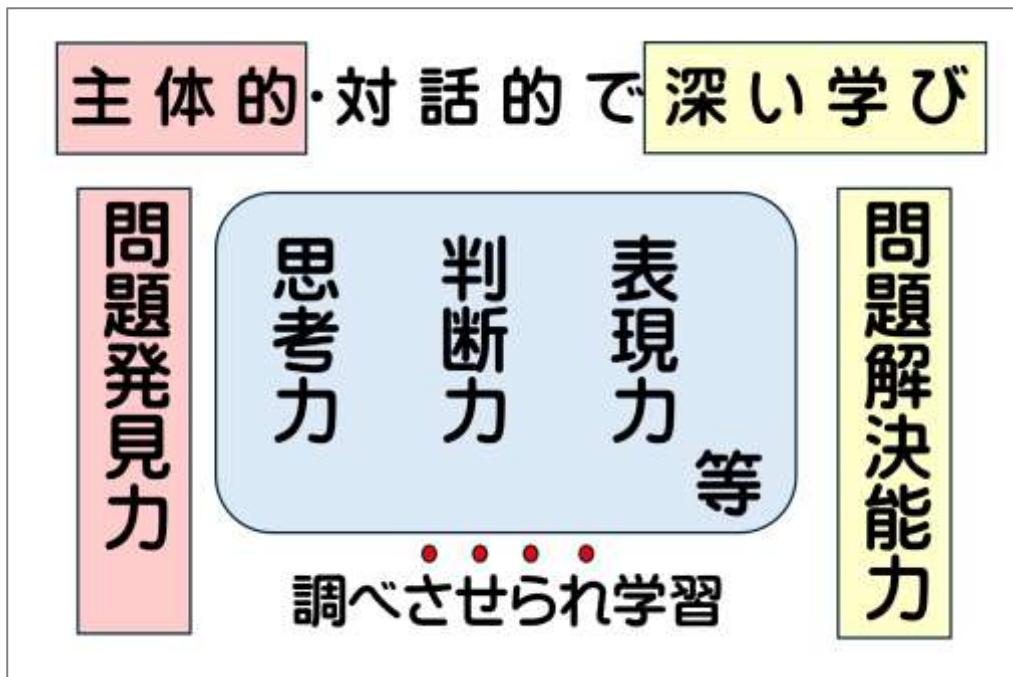 主体的・対話的で深い学び
問題発見力
思考力
判断力
表現力
等
問題解決能力
調べさせられ学習